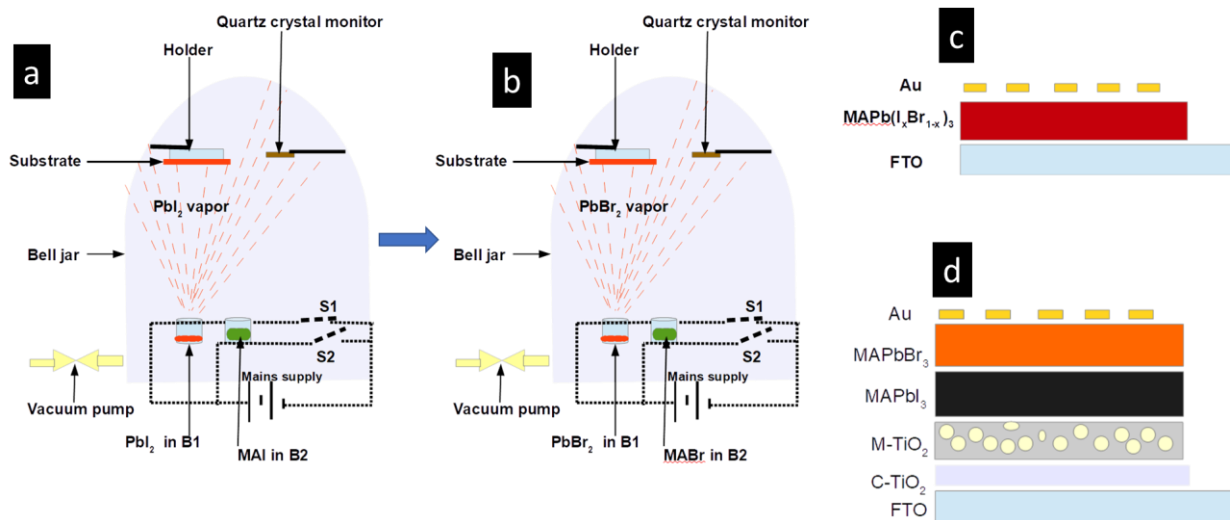 a
Holder
Quartz crystal monitor
Substrate
PbI₂ vapor
Bell jar
S1
S2
Mains supply
Vacuum pump
PbI₂ in B1
MAI in B2
b
Holder
Quartz crystal monitor
Substrate
PbBr₂ vapor
Bell jar
S1
S2
Mains supply
Vacuum pump
PbBr₂ in B1
MABr in B2
c
Au
MAPb(IₓBr₁₋ₓ)₃
FTO
d
Au
MAPbBr₃
MAPbI₃
M-TiO₂
C-TiO₂
FTO